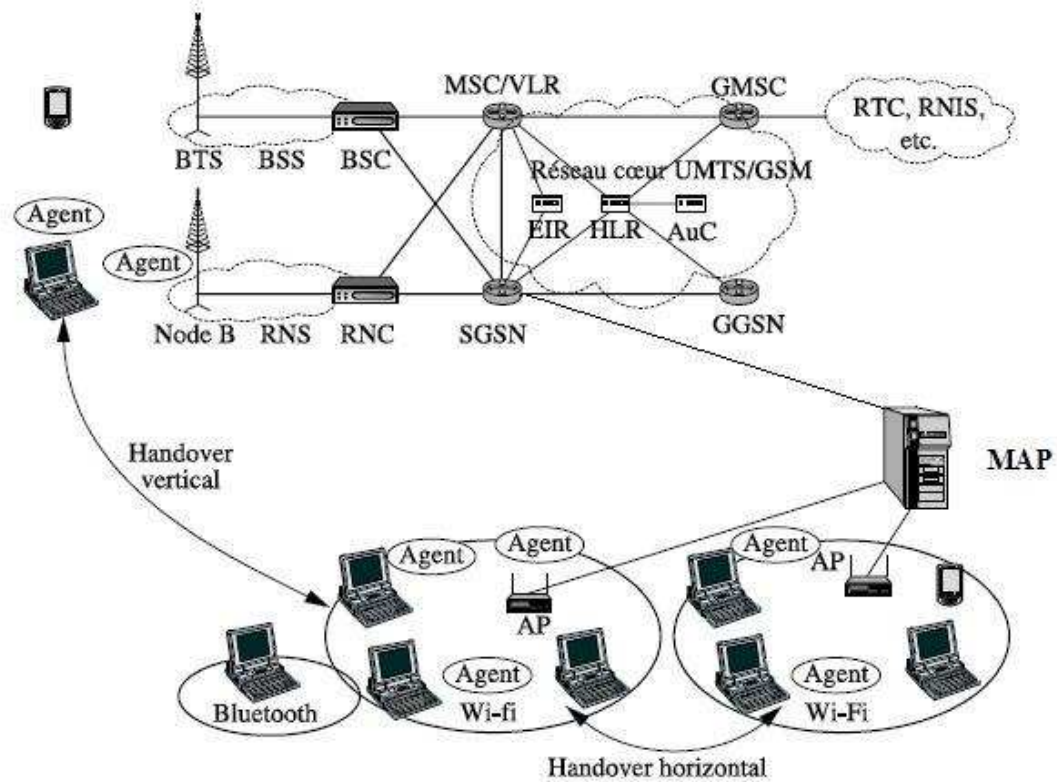 MSC/VLR
GMSC
RTC, RNIS,
etc.
BTS
BSS
BSC
Réseau cœur UMTS/GSM
Agent
EIR
HLR
AuC
Agent
Node B
RNS
RNC
SGSN
GGSN
Handover
vertical
MAP
Agent
Agent
Agent
AP
AP
Agent
Agent
Bluetooth
Wi-fi
Wi-Fi
Handover horizontal